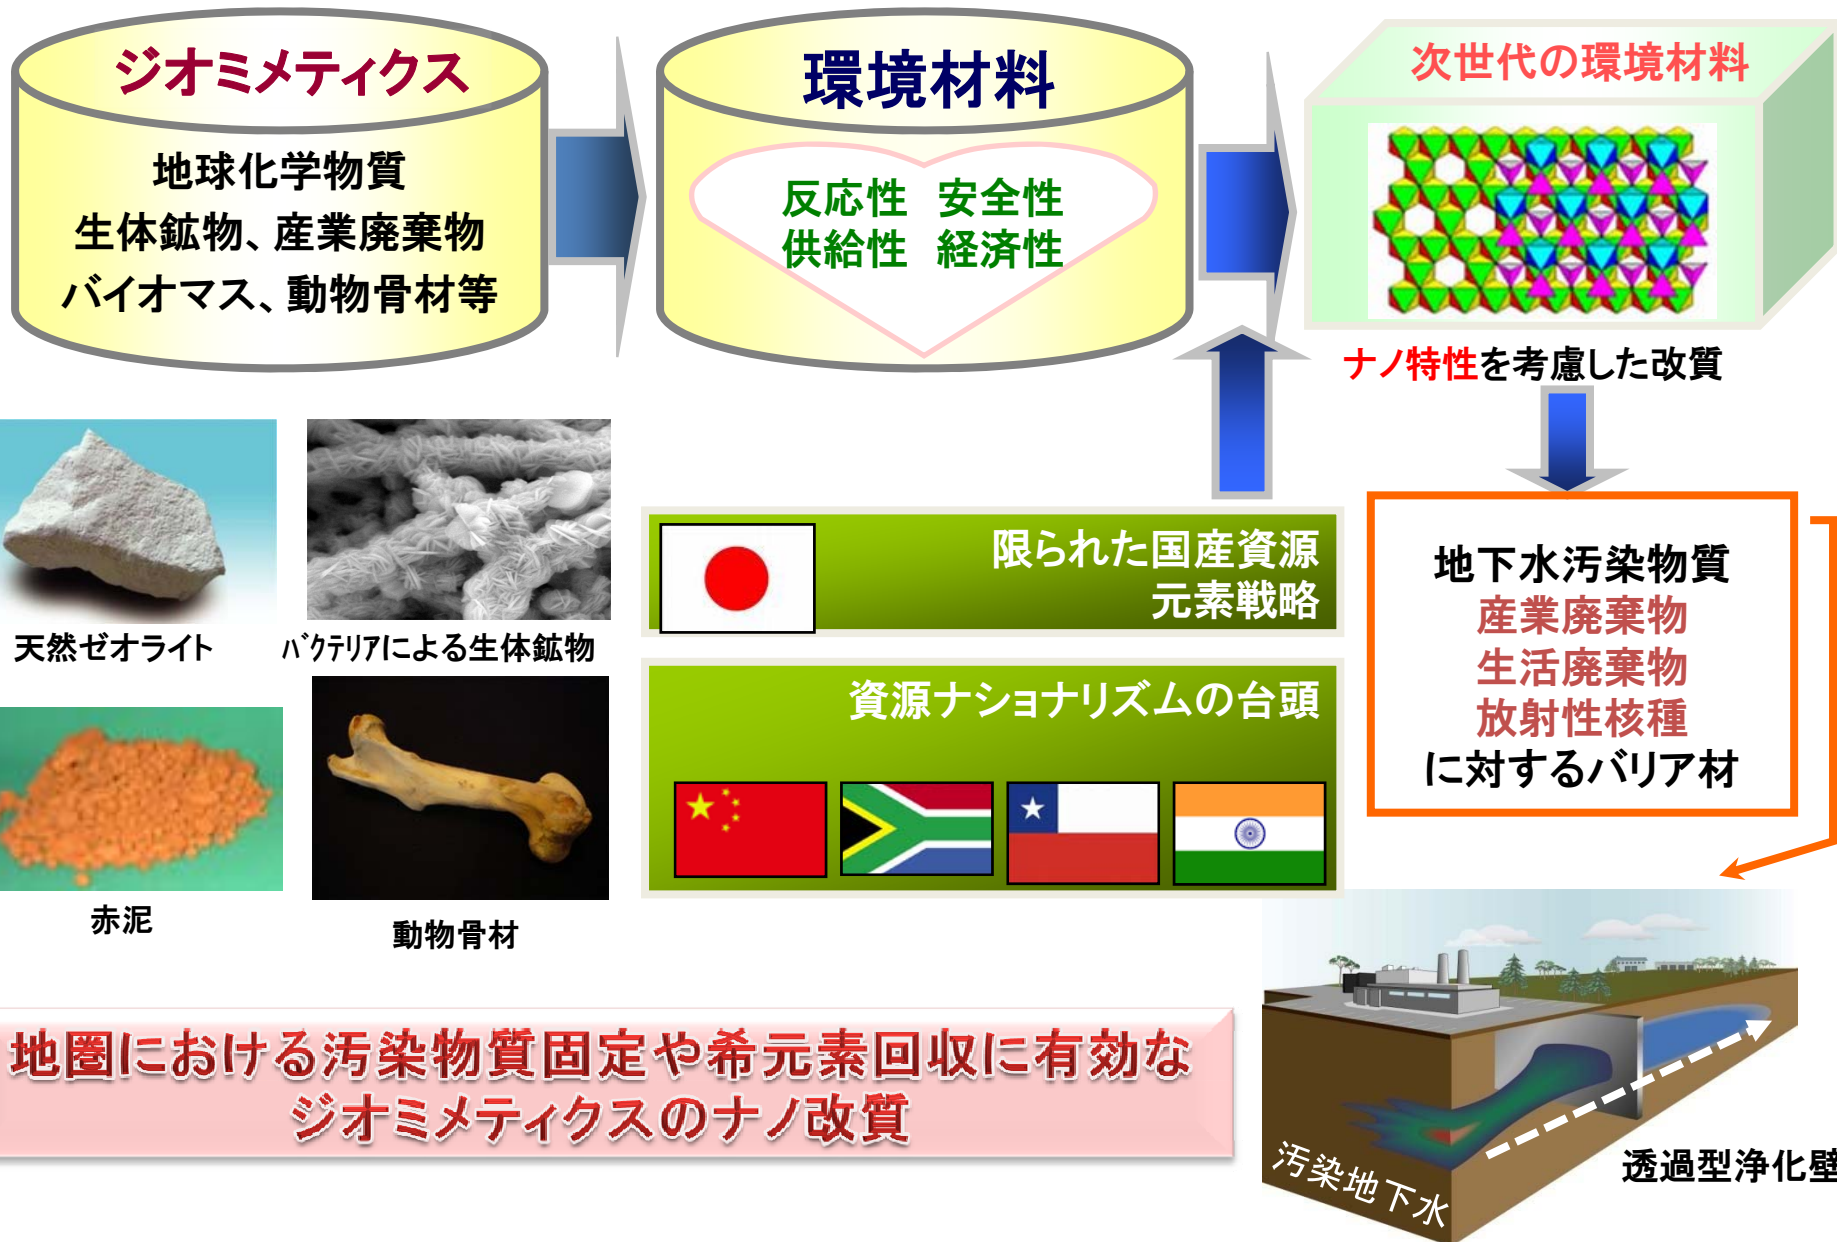 ジオミメティクス
地球化学物質
生体鉱物、産業廃棄物
バイオマス、動物骨材等
環境材料
反応性 安全性
供給性 経済性
次世代の環境材料
ナノ特性を考慮した改質
天然ゼオライト
バクテリアによる生体鉱物
赤泥
動物骨材
限られた国産資源
元素戦略
資源ナショナリズムの台頭
地下水汚染物質
産業廃棄物
生活廃棄物
放射性核種
に対するバリア材
地圏における汚染物質固定や希元素回収に有効な
ジオミメティクスのナノ改質
汚染地下水
透過型浄化壁